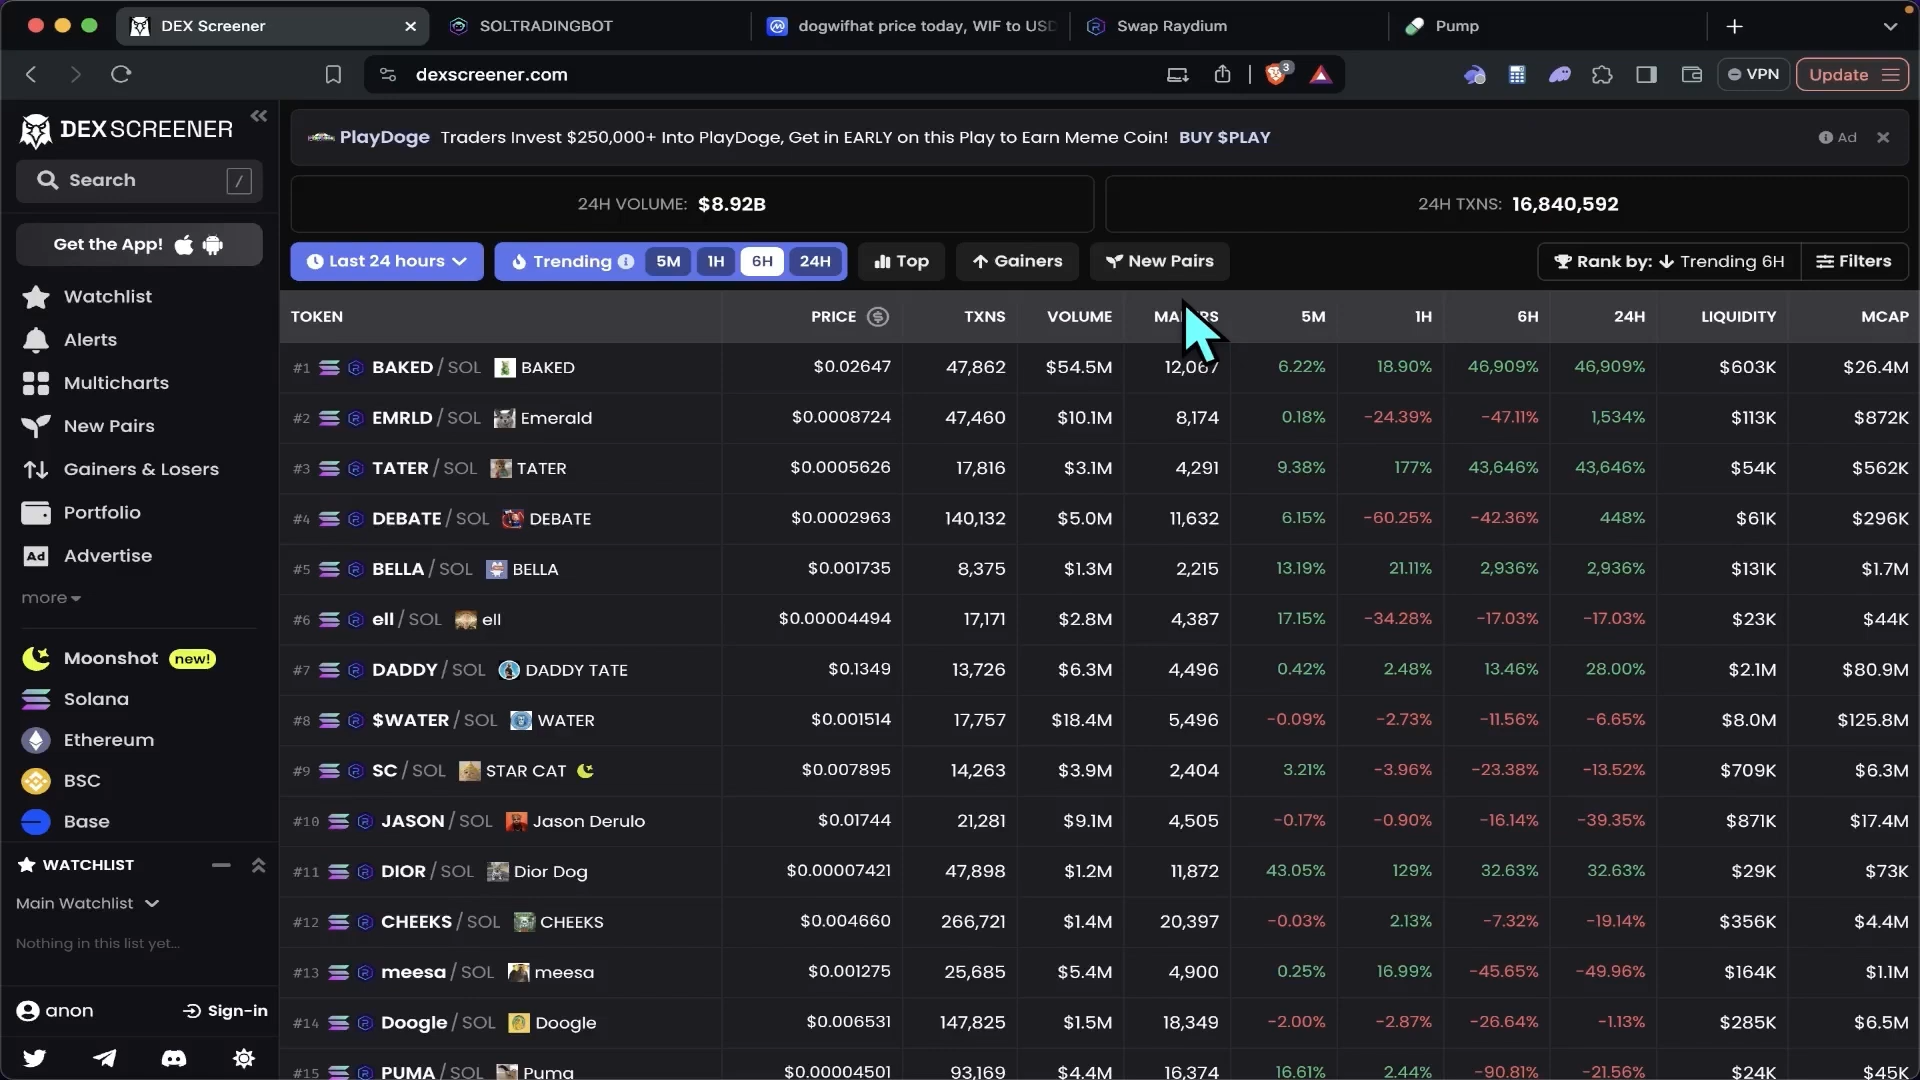 DEX Screener
SOLTRADINGBOT
dogwifhat price today, WIF to USD
Swap Raydium
Pump
dexscreener.com
3
VPN
Update
DEX SCREENER
Search /
Get the App!
Watchlist
Alerts
Multicharts
New Pairs
Gainers & Losers
Portfolio
Ad Advertise
more
Moonshot new!
Solana
Ethereum
BSC
Base
WATCHLIST
Main Watchlist
Nothing in this list yet...
anon Sign-in
PlayDoge Traders Invest $250,000+ Into PlayDoge, Get in EARLY on this Play to Earn Meme Coin! BUY $PLAY Ad
24H VOLUME: $8.92B
24H TXNS: 16,840,592
Last 24 hours Trending 5M 1H 6H 24H Top Gainers New Pairs Rank by: Trending 6H Filters
TOKEN PRICE TXNS VOLUME 5M 1H 6H 24H LIQUIDITY MCAP
#1 BAKED / SOL BAKED $0.02647 47,862 $54.5M 12,067 6.22% 18.90% 46,909% 46,909% $603K $26.4M
#2 EMRLD / SOL Emerald $0.0008724 47,460 $10.1M 8,174 0.18% -24.39% -47.11% 1,534% $113K $872K
#3 TATER / SOL TATER $0.0005626 17,816 $3.1M 4,291 9.38% 177% 43,646% 43,646% $54K $562K
#4 DEBATE / SOL DEBATE $0.0002963 140,132 $5.0M 11,632 6.15% -60.25% -42.36% 448% $61K $296K
#5 BELLA / SOL BELLA $0.001735 8,375 $1.3M 2,215 13.19% 21.11% 2,936% 2,936% $131K $1.7M
#6 ell / SOL ell $0.00004494 17,171 $2.8M 4,387 17.15% -34.28% -17.03% -17.03% $23K $44K
#7 DADDY / SOL DADDY TATE $0.1349 13,726 $6.3M 4,496 0.42% 2.48% 13.46% 28.00% $2.1M $80.9M
#8 $WATER / SOL WATER $0.001514 17,757 $18.4M 5,496 -0.09% -2.73% -11.56% -6.65% $8.0M $125.8M
#9 SC / SOL STAR CAT $0.007895 14,263 $3.9M 2,404 3.21% -3.96% -23.38% -13.52% $709K $6.3M
#10 JASON / SOL Jason Derulo $0.01744 21,281 $9.1M 4,505 -0.17% -0.90% -16.14% -39.35% $871K $17.4M
#11 DIOR / SOL Dior Dog $0.00007421 47,898 $1.2M 11,872 43.05% 129% 32.63% 32.63% $29K $73K
#12 CHEEKS / SOL CHEEKS $0.004660 266,721 $1.4M 20,397 -0.03% 2.13% -7.32% -19.14% $356K $4.4M
#13 meesa / SOL meesa $0.001275 25,685 $5.4M 4,900 0.25% 16.99% -45.65% -49.96% $164K $1.1M
#14 Doogle / SOL Doogle $0.006531 147,825 $1.5M 18,349 -2.00% -2.87% -26.64% -1.13% $285K $6.5M
#15 PUMA / SOL Puma $0.00004501 93,169 $4.4M 16,374 16.61% 2.44% -90.81% -21.56% $24K $45K